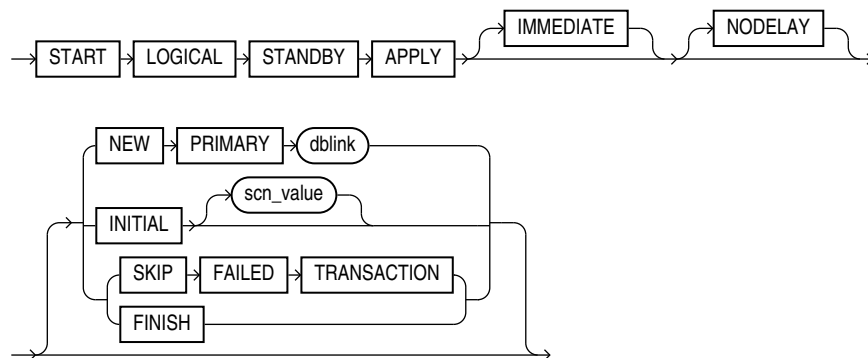 START LOGICAL STANDBY APPLY IMMEDIATE NODELAY
NEW PRIMARY dblink
INITIAL scn_value
SKIP FAILED TRANSACTION
FINISH